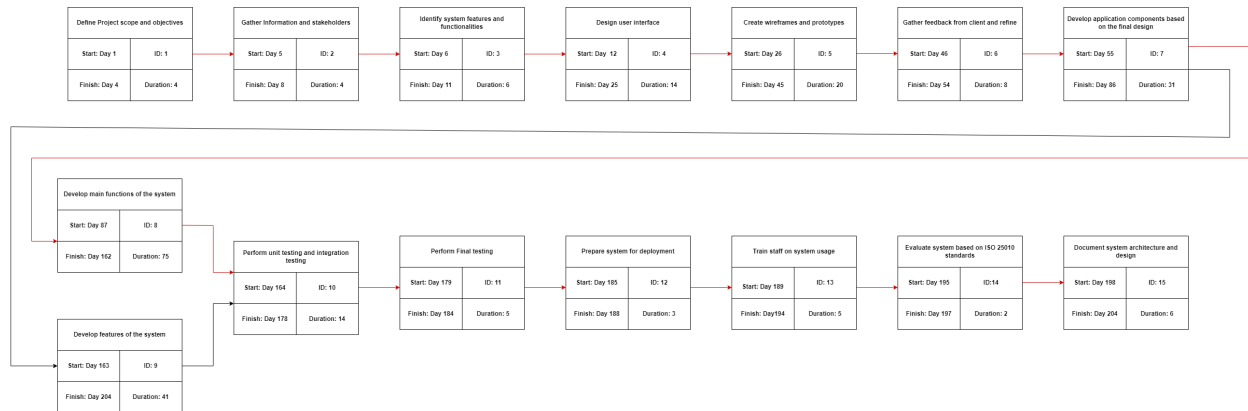 Define Project scope and objectives
Start: Day 1
ID: 1
Finish: Day 4
Duration: 4
Gather Information and stakeholders
Start: Day 5
ID: 2
Finish: Day 8
Duration: 4
Identify system features and
functionalities
Start: Day 6
ID: 3
Finish: Day 11
Duration: 6
Design user interface
Start: Day 12
ID: 4
Finish: Day 25
Duration: 14
Create wireframes and prototypes
Start: Day 26
ID: 5
Finish: Day 45
Duration: 20
Gather feedback from client and refine
Start: Day 46
ID: 6
Finish: Day 54
Duration: 8
Develop application components based
on the final design
Start: Day 55
ID: 7
Finish: Day 86
Duration: 31
Develop main functions of the system
Start: Day 87
ID: 8
Finish: Day 162
Duration: 75
Develop features of the system
Start: Day 163
ID: 9
Finish: Day 204
Duration: 41
Perform unit testing and integration
testing
Start: Day 164
ID: 10
Finish: Day 178
Duration: 14
Perform Final testing
Start: Day 179
ID: 11
Finish: Day 184
Duration: 5
Prepare system for deployment
Start: Day 185
ID: 12
Finish: Day 188
Duration: 3
Train staff on system usage
Start: Day 189
ID: 13
Finish: Day194
Duration: 5
Evaluate system based on ISO 25010
standards
Start: Day 195
ID:14
Finish: Day 197
Duration: 2
Document system architecture and
design
Start: Day 198
ID: 15
Finish: Day 204
Duration: 6